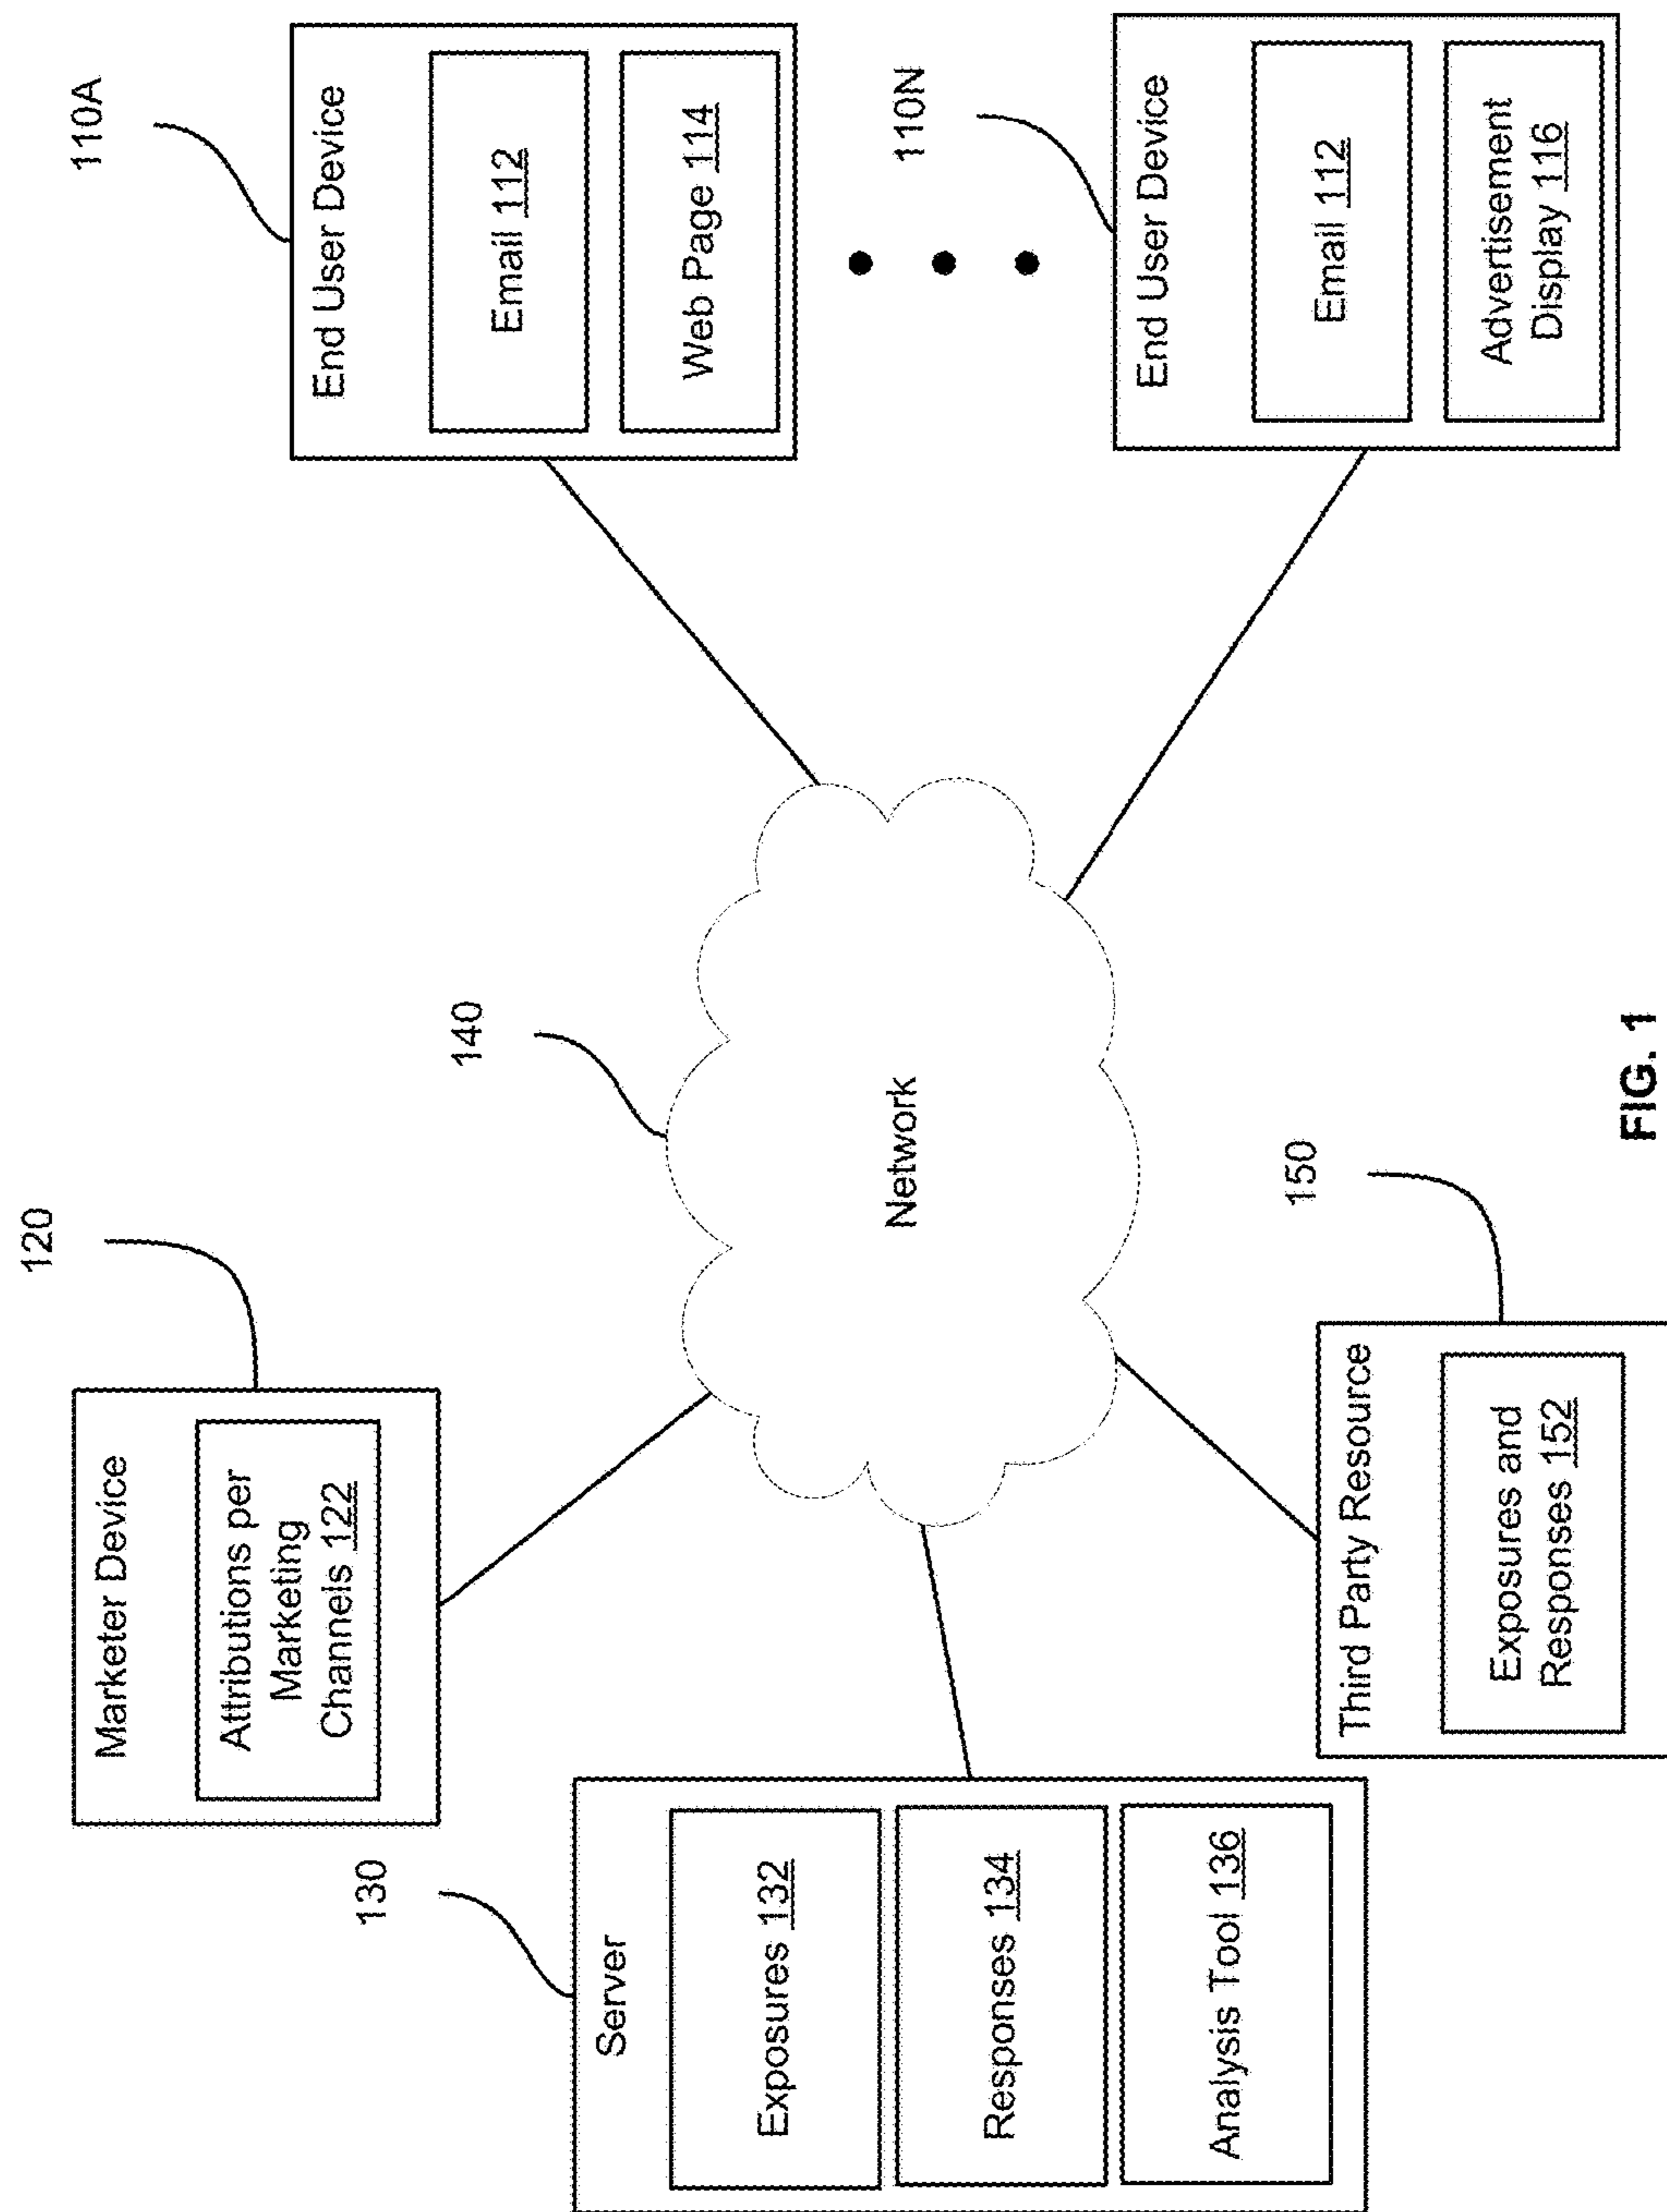 120
Marketer Device
Attributions per
Marketing
Channels 122
130
Server
Exposures 132
Responses 134
Analysis Tool 136
140
Network
150
Third Party Resource
Exposures and
Responses 152
110A
End User Device
Email 112
Web Page 114
110N
End User Device
Email 112
Advertisement
Display 116
FIG. 1